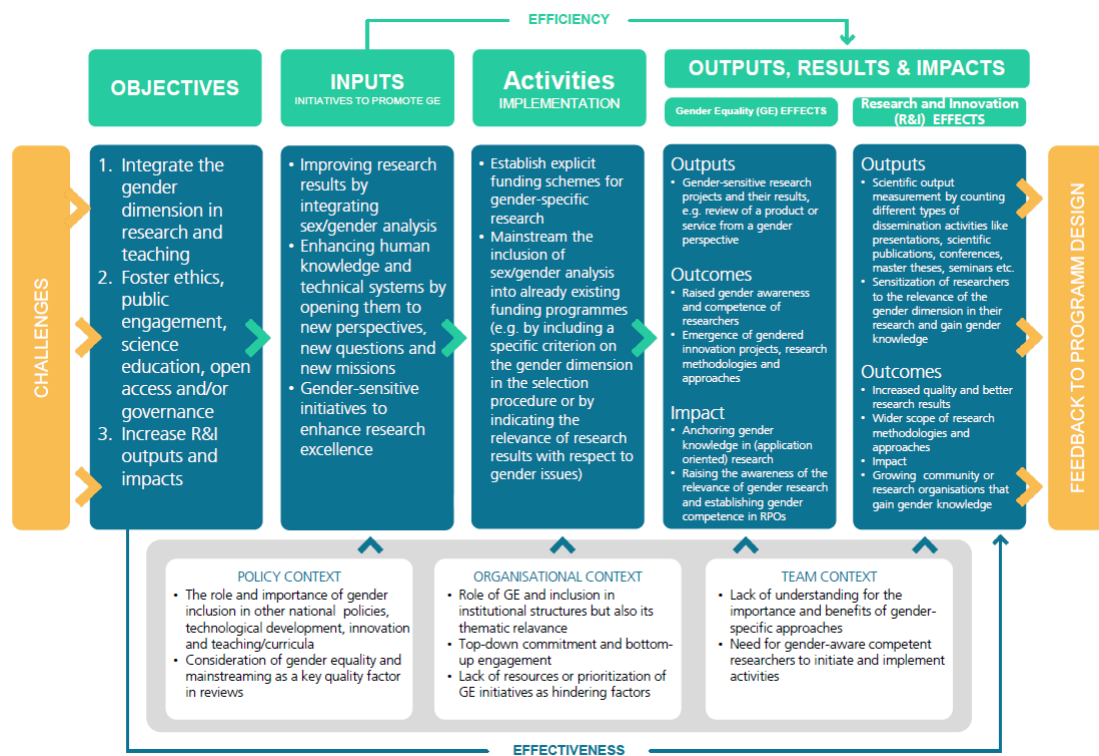 EFFICIENCY
OBJECTIVES
INPUTS
INITIATIVES TO PROMOTE GE
Activities
IMPLEMENTATION
OUTPUTS, RESULTS & IMPACTS
Gender Equality (GE) EFFECTS
Research and Innovation
(R&I) EFFECTS
CHALLENGES
1. Integrate the
gender
dimension in
research and
teaching
2. Foster ethics,
public
engagement,
science
education, open
access and/or
governance
3. Increase R&I
outputs and
impacts
• Improving research
results by
integrating
sex/gender analysis
• Enhancing human
knowledge and
technical systems by
opening them to
new perspectives,
new questions and
new missions
• Gender-sensitive
initiatives to
enhance research
excellence
• Establish explicit
funding schemes for
gender-specific
research
• Mainstream the
inclusion of
sex/gender analysis
into already existing
funding programmes
(e.g. by including a
specific criterion on
the gender dimension
in the selection
procedure or by
indicating the
relevance of research
results with respect to
gender issues)
Outputs
• Gender-sensitive research
projects and their results,
e.g. review of a product or
service from a gender
perspective
Outcomes
• Raised gender awareness
and competence of
researchers
• Emergence of gendered
innovation projects, research
methodologies and
approaches
Impact
• Anchoring gender
knowledge in (application
oriented) research
• Raising the awareness of the
relevance of gender research
and establishing gender
competence in RPOs
Outputs
• Scientific output
measurement by counting
different types of
dissemination activities like
presentations, scientific
publications, conferences,
master theses, seminars etc.
• Sensitization of researchers
to the relevance of the
gender dimension in their
research and gain gender
knowledge
Outcomes
• Increased quality and better
research results
• Wider scope of research
methodologies and
approaches
• Impact
• Growing community or
research organisations that
gain gender knowledge
FEEDBACK TO PROGRAMM DESIGN
POLICY CONTEXT
• The role and importance of gender
inclusion in other national policies,
technological development, innovation
and teaching/curricula
• Consideration of gender equality and
mainstreaming as a key quality factor
in reviews
ORGANISATIONAL CONTEXT
• Role of GE and inclusion in
institutional structures but also its
thematic relavance
• Top-down commitment and bottom-
up engagement
• Lack of resources or prioritization of
GE initiatives as hindering factors
TEAM CONTEXT
• Lack of understanding for the
importance and benefits of gender-
specific approaches
• Need for gender-aware competent
researchers to initiate and implement
activities
EFFECTIVENESS